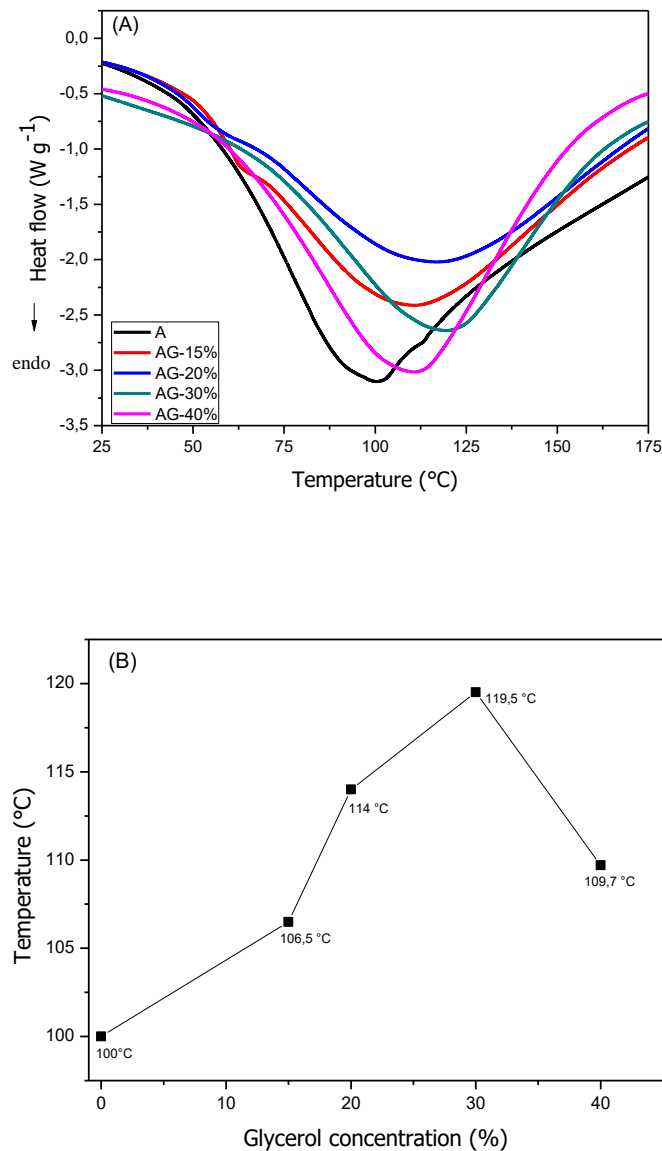 (A)
0,0
-0,5
-1,0
-1,5
-2,0
-2,5
-3,0
-3,5
Heat flow (W g-1)
endo
A
AG-15%
AG-20%
AG-30%
AG-40%
25 50 75 100 125 150 175
Temperature (°C)
(B)
120
115
110
105
100
Temperature (°C)
119,5 °C
114 °C
109,7 °C
106,5 °C
100°C
0 10 20 30 40
Glycerol concentration (%)